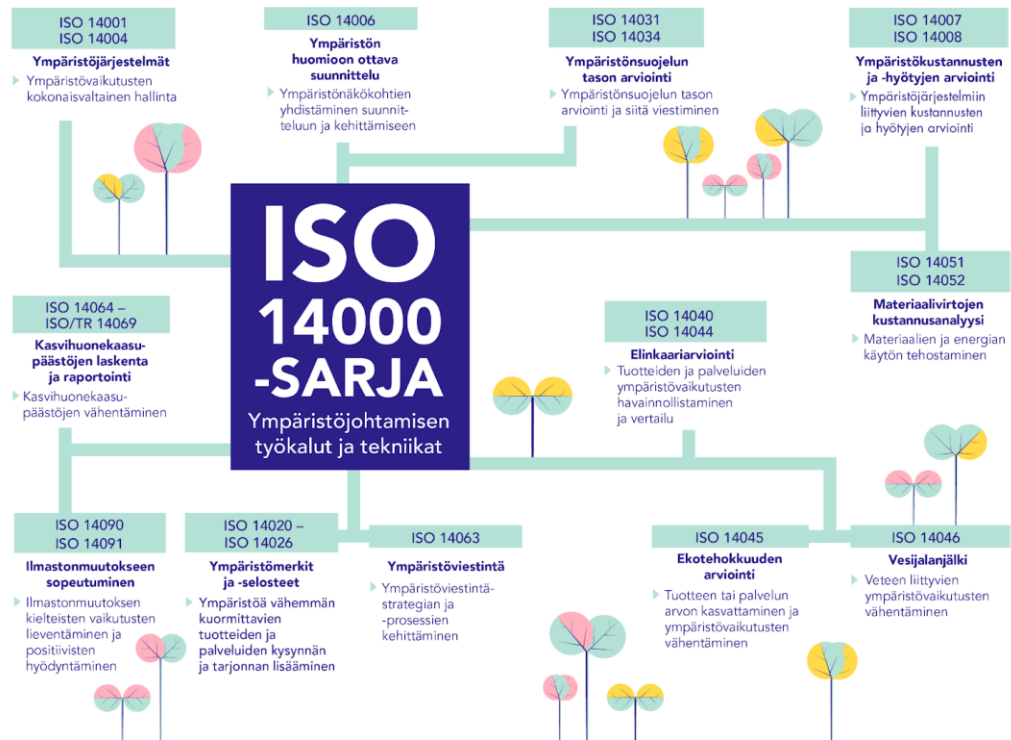 ISO 14001
ISO 14004
Ympäristöjärjestelmät
Ympäristövaikutusten
kokonaisvaltainen hallinta
ISO 14006
Ympäristön
huomioon ottava
suunnittelu
Ympäristönäkökohtien
yhdistäminen suunnit-
teluun ja kehittämiseen
ISO 14031
ISO 14034
Ympäristönsuojelun
tason arviointi
Ympäristönsuojelun tason
arviointi ja siitä viestiminen
ISO 14007
ISO 14008
Ympäristökustannusten
ja -hyötyjen arviointi
Ympäristöjärjestelmiin
liittyvien kustannusten
ja hyötyjen arviointi
ISO
14000
-SARJA
Ympäristöjohtamisen
työkalut ja tekniikat
ISO 14051
ISO 14052
Materiaalivirtojen
kustannusanalyysi
Materiaalien ja energian
käytön tehostaminen
ISO 14064 –
ISO/TR 14069
Kasvihuonekaasu-
päästöjen laskenta
ja raportointi
Kasvihuonekaasu-
päästöjen vähentäminen
ISO 14040
ISO 14044
Elinkaariarviointi
Tuotteiden ja palveluiden
ympäristövaikutusten
havainnollistaminen
ja vertailu
ISO 14090
ISO 14091
Ilmastonmuutokseen
sopeutuminen
Ilmastonmuutoksen
kielteisten vaikutusten
lieventäminen ja
positiivisten
hyödyntäminen
ISO 14020 –
ISO 14026
Ympäristömerkit
ja -selosteet
Ympäristöä vähemmän
kuormittavien
tuotteiden ja
palveluiden kysynnän
ja tarjonnan lisääminen
ISO 14063
Ympäristöviestintä
Ympäristöviestintä-
strategian ja
-prosessien
kehittäminen
ISO 14045
Ekotehokkuuden
arviointi
Tuotteen tai palvelun
arvon kasvattaminen ja
ympäristövaikutusten
vähentäminen
ISO 14046
Vesijalanjälki
Veteen liittyvien
ympäristövaikutusten
vähentäminen